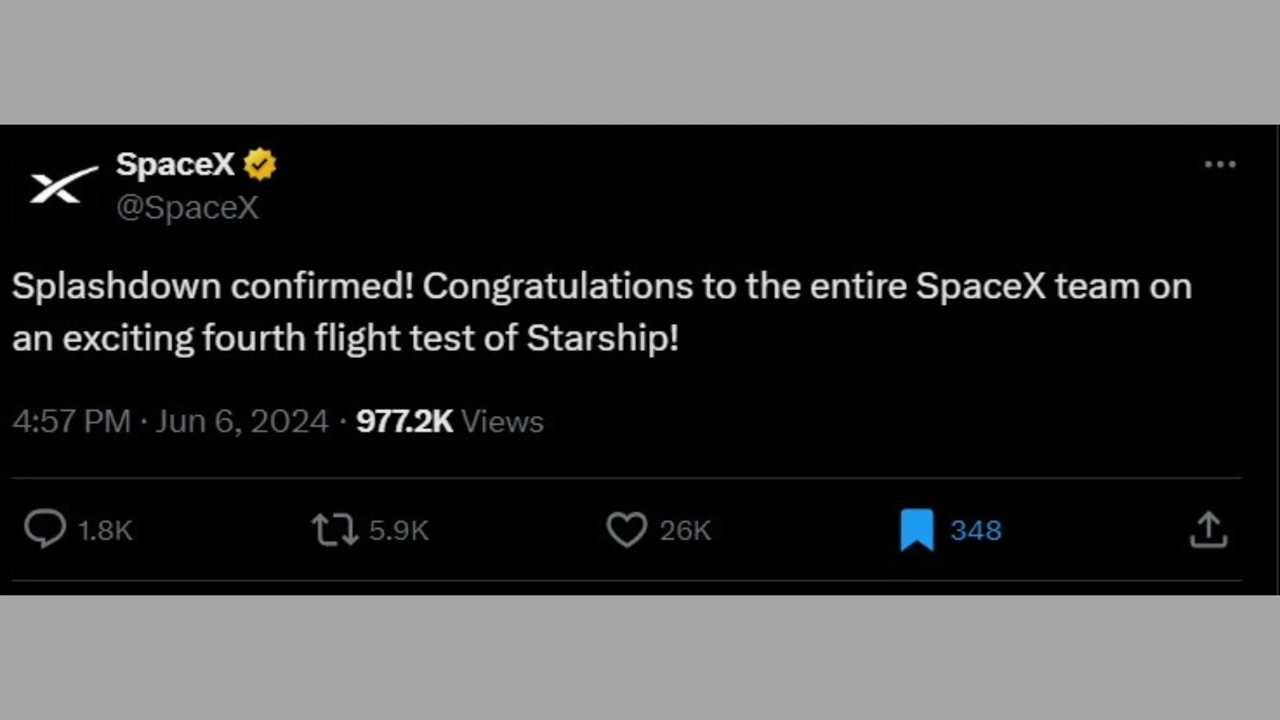 SpaceX
@SpaceX
Splashdown confirmed! Congratulations to the entire SpaceX team on
an exciting fourth flight test of Starship!
4:57 PM · Jun 6, 2024 · 977.2K Views
1.8K 5.9K 26K 348